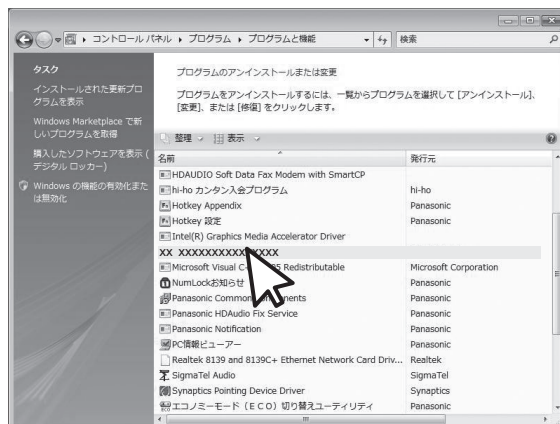 コントロール パネル ▸ プログラム ▸ プログラムと機能
検索
タスク
インストールされた更新プログラムを表示
Windows Marketplace で新しいプログラムを取得
購入したソフトウェアを表示 (デジタル ロッカー)
Windows の機能の有効化または無効化
プログラムのアンインストールまたは変更
プログラムをアンインストールするには、一覧からプログラムを選択して [アンインストール]、
[変更]、または [修復] をクリックします。
整理 表示
名前 発行元
HDAUDIO Soft Data Fax Modem with SmartCP
hi-ho カンタン入会プログラム hi-ho
Hotkey Appendix Panasonic
Hotkey 設定 Panasonic
Intel(R) Graphics Media Accelerator Driver
XX XXXXXXXXXXXXXXX
Microsoft Visual Redistributable Microsoft Corporation
NumLockお知らせ Panasonic
Panasonic Common Panasonic
Panasonic HDAudio Fix Service Panasonic
Panasonic Notification Panasonic
PC情報ビューアー Panasonic
Realtek 8139 and 8139C+ Ethernet Network Card Driv... Realtek
SigmaTel Audio SigmaTel
Synaptics Pointing Device Driver Synaptics
エコノミーモード(ECO)切り替えユーティリティ Panasonic